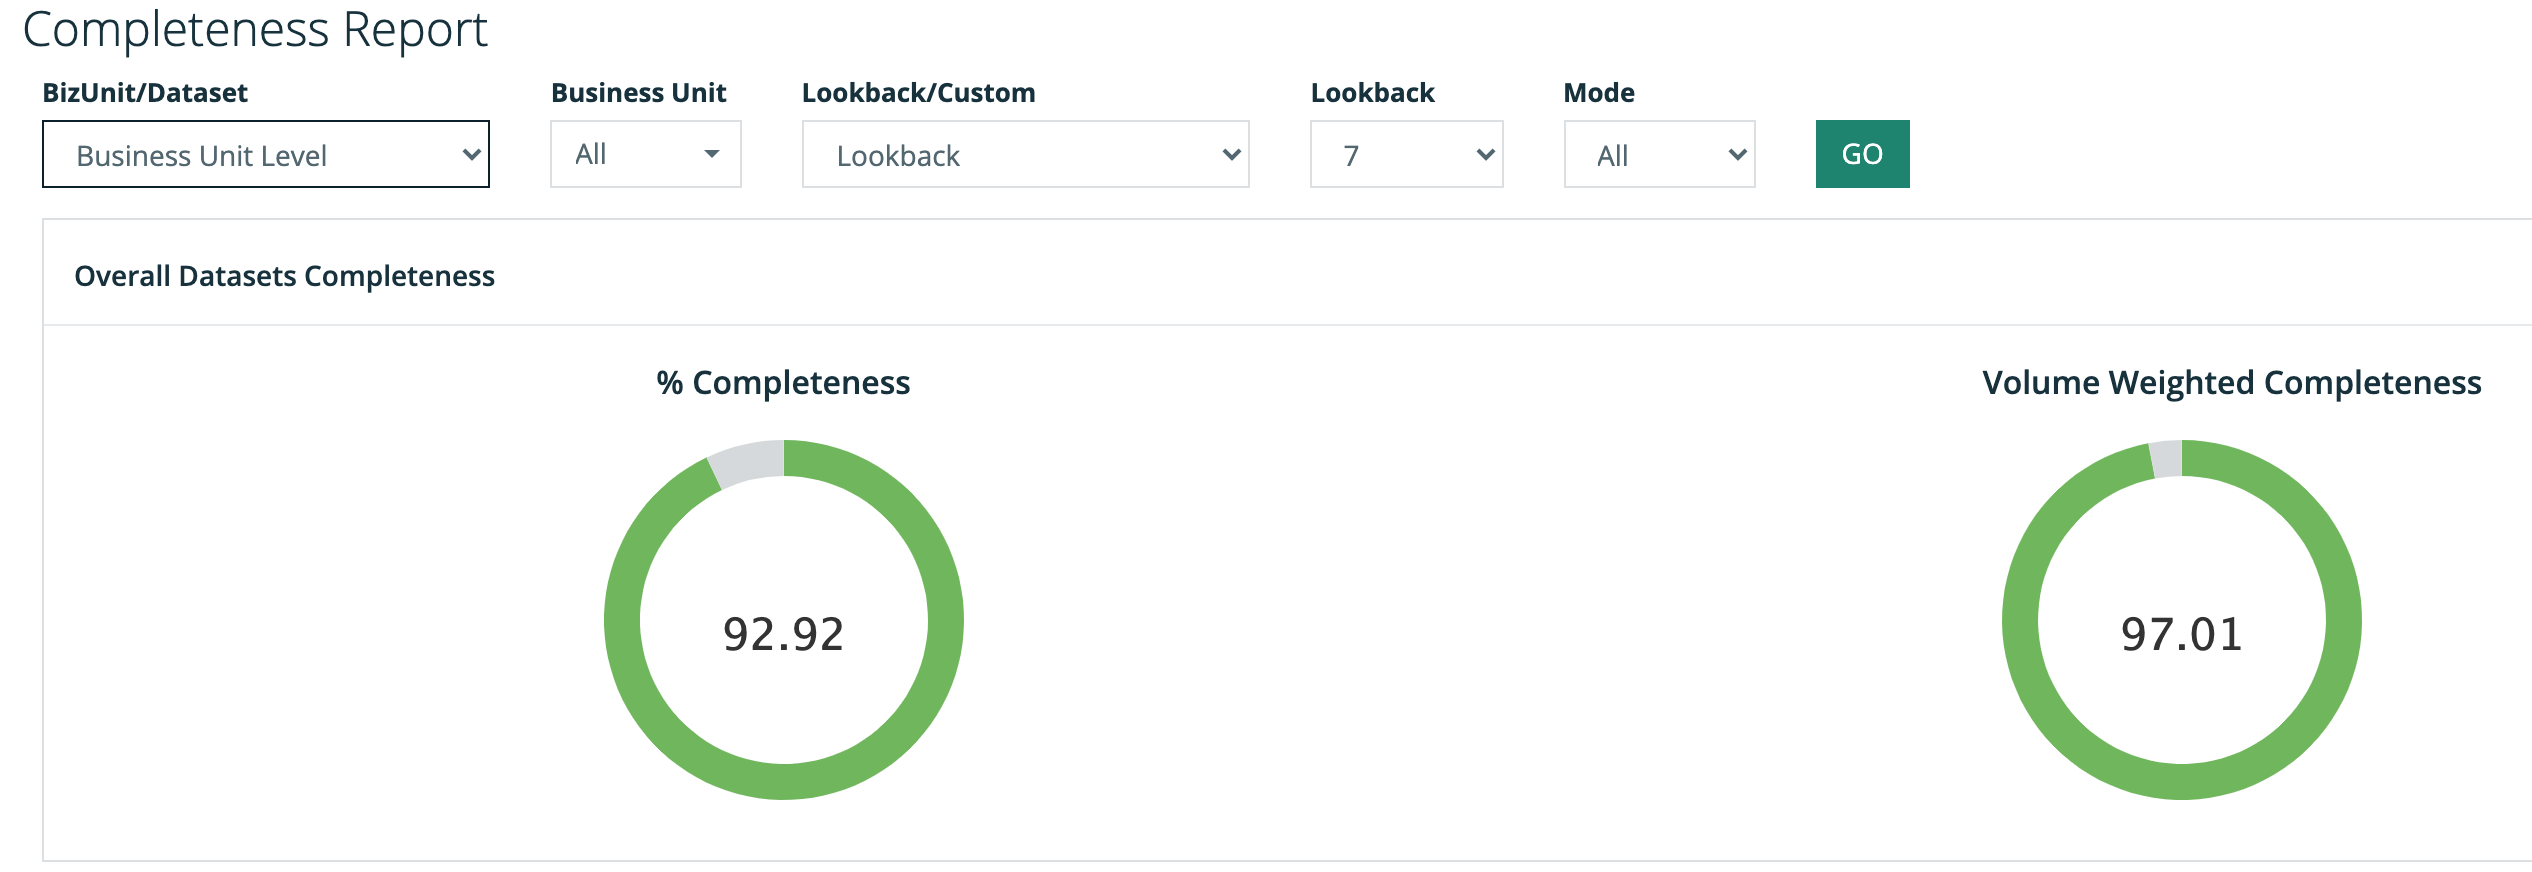 Completeness Report
BizUnit/Dataset Business Unit Lookback/Custom Lookback Mode
Business Unit Level All Lookback 7 All GO
Overall Datasets Completeness
% Completeness Volume Weighted Completeness
92.92 97.01